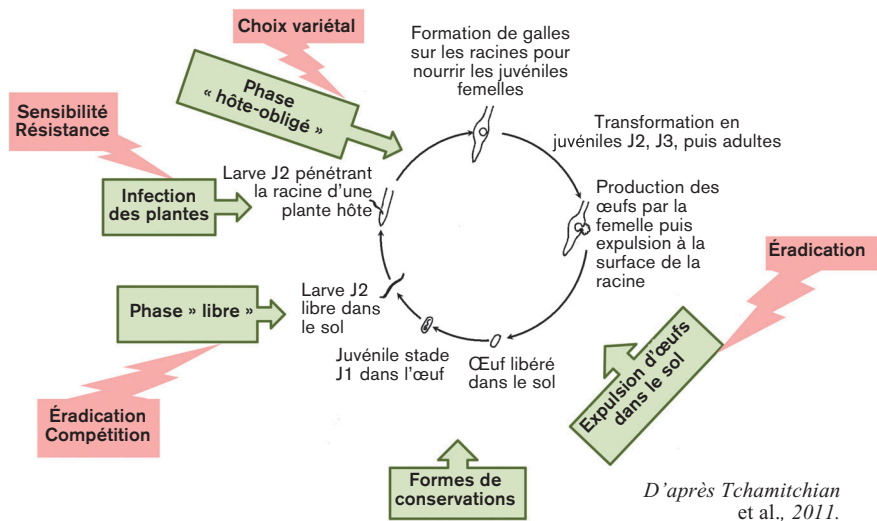 Choix variétal
Formation de galles
sur les racines pour
nourrir les juvéniles
femelles
Phase
« hôte-obligé »
Sensibilité
Résistance
Transformation en
juvéniles J2, J3, puis adultes
Larve J2 pénétrant
la racine d'une
plante hôte
Infection
des plantes
Production des
œufs par la
femelle puis
expulsion à la
surface de la
racine
Éradication
Phase » libre »
Larve J2
libre dans
le sol
Juvénile stade
J1 dans l'œuf
Œuf libéré
dans le sol
Expulsion d'œufs
dans le sol
Éradication
Compétition
Formes de
conservations
D'après Tchamitchian
et al., 2011.